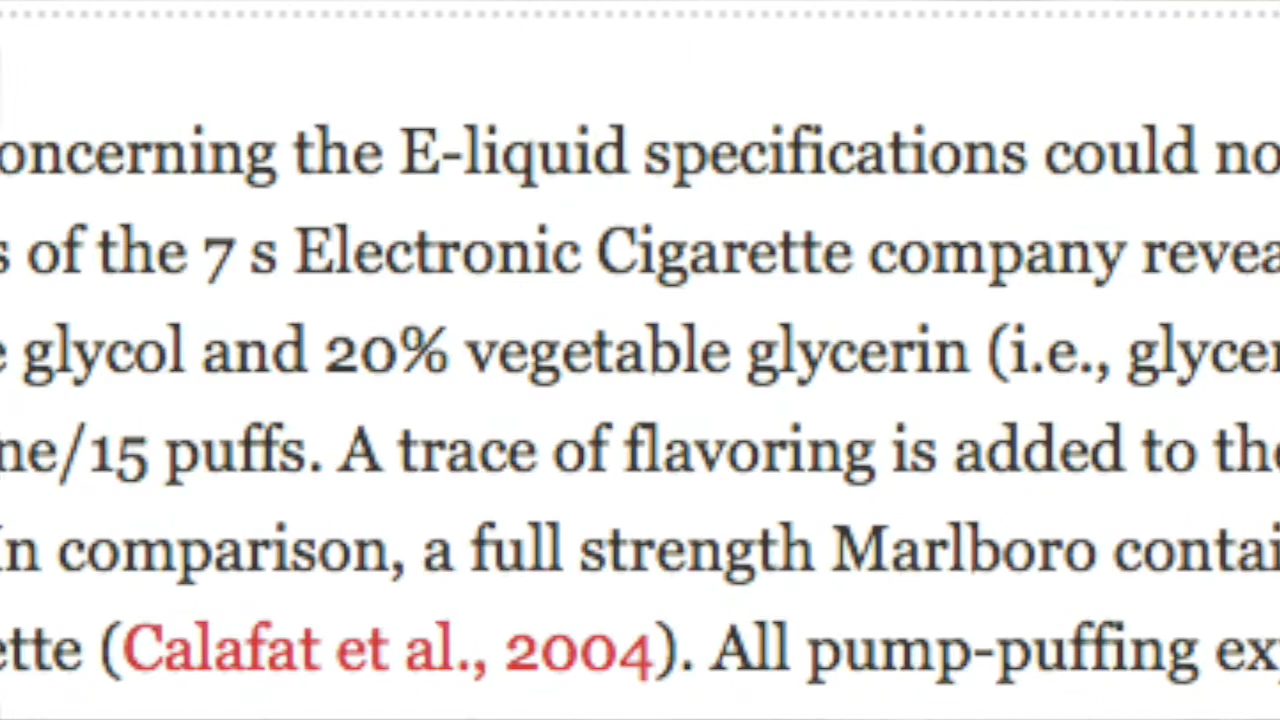 oncerning the E-liquid specifications could no
s of the 7 s Electronic Cigarette company revea
e glycol and 20% vegetable glycerin (i.e., glycer
ne/15 puffs. A trace of flavoring is added to the
In comparison, a full strength Marlboro contai
ette (Calafat et al., 2004). All pump-puffing ex